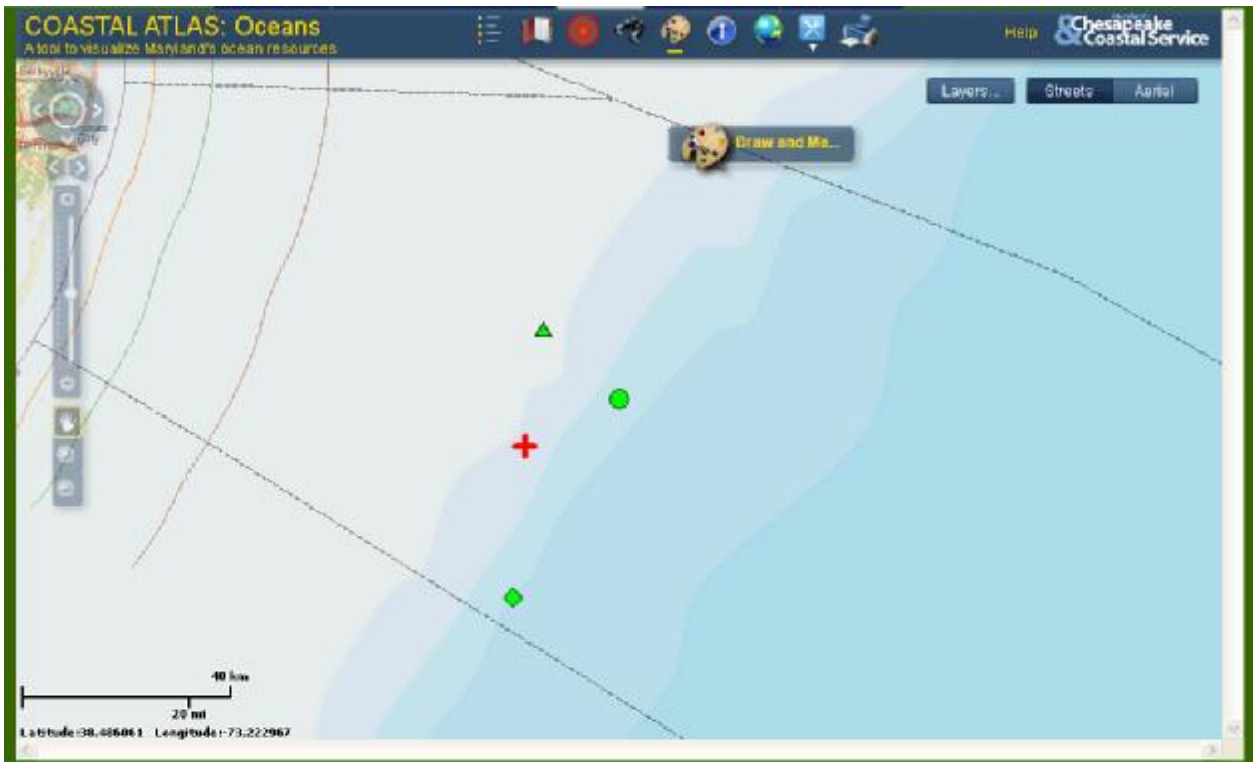 COASTAL ATLAS: Oceans
A tool to visualize Maryland's ocean resources
Help
Chesapeake
& Coastal Service
Layers...
Streets
Aerial
Draw and Me...
40 km
20 mi
Latitude:38.486061 Longitude:-73.222967